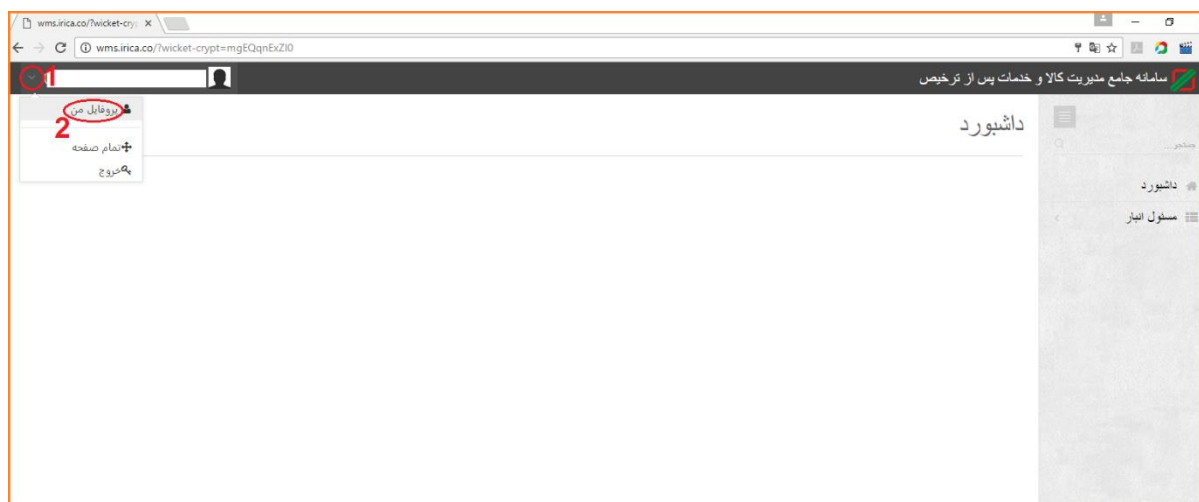 wms.irica.co/?wicket-cry
wms.irica.co/?wicket-crypt=mgEQqnExZI0
سامانه جامع مدیریت کالا و خدمات پس از ترخیص
1
پروفایل من
2
تمام صفحه
خروج
داشبورد
جستجو ...
داشبورد
مسئول انبار